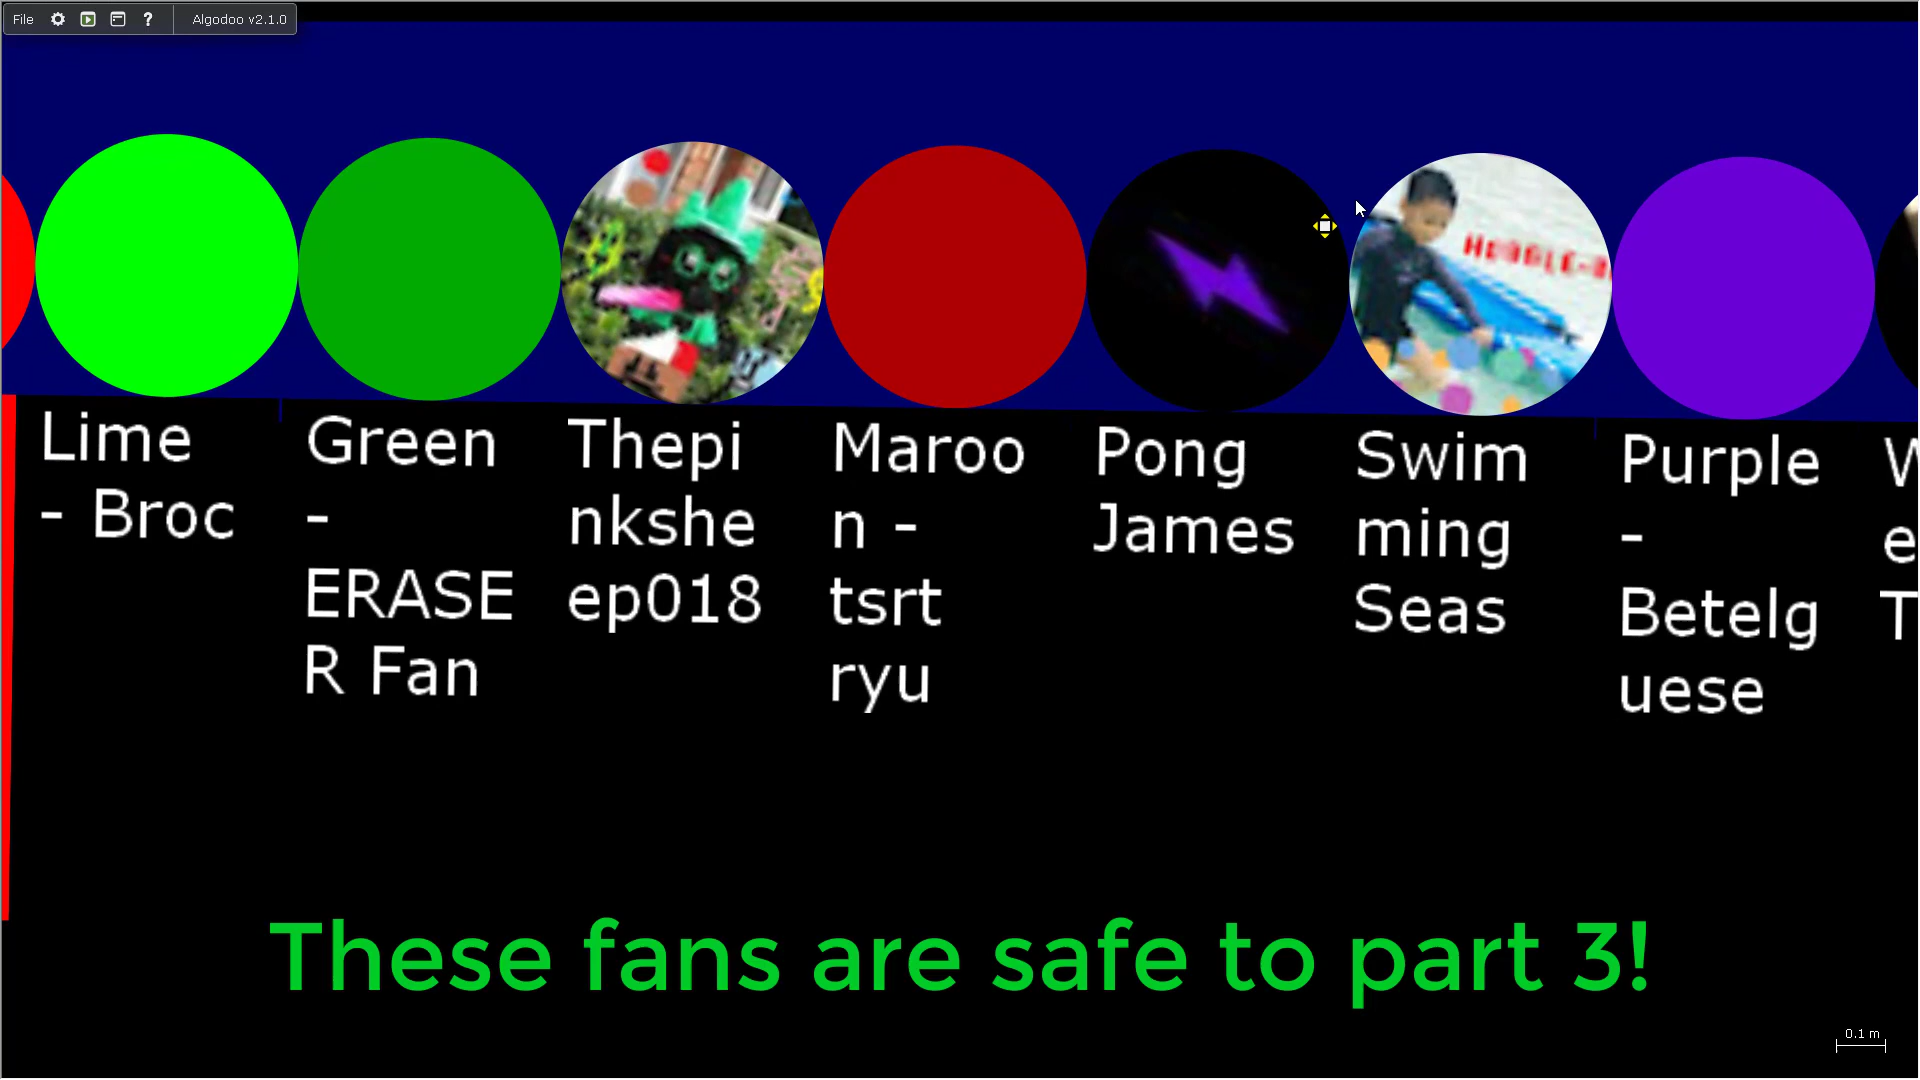 File ? Algodoo v2.1.0
HOBBLE-B
Lime
- Broc
Green
-
ERASE
R Fan
Thepi
nkshe
ep018
Maroo
n -
tsrt
ryu
Pong
James
Swim
ming
Seas
Purple
-
Betelg
uese
W
e
T
These fans are safe to part 3!
0.1 m